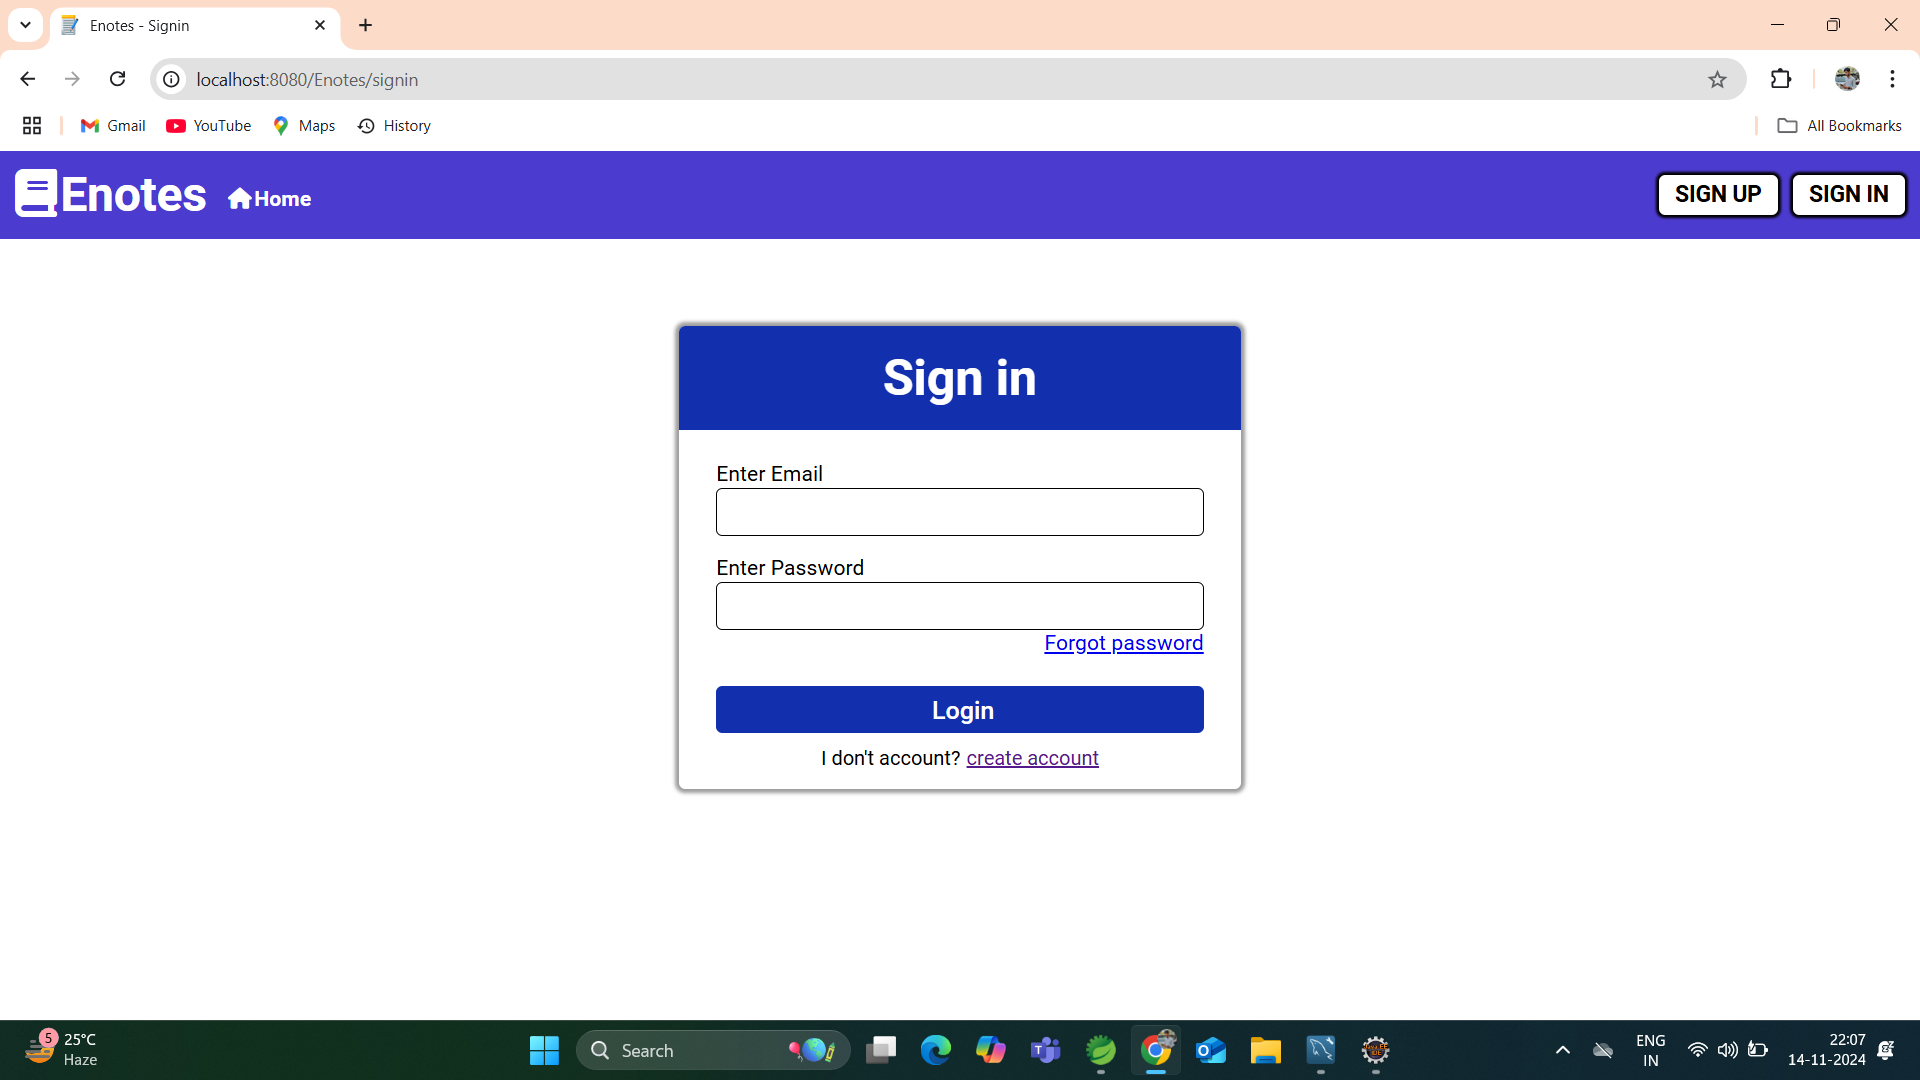 Enotes - Signin
localhost:8080/Enotes/signin
Gmail YouTube Maps History All Bookmarks
Enotes Home SIGN UP SIGN IN
Sign in
Enter Email
Enter Password
Forgot password
Login
I don't account? create account
5 25°C
Haze
Search
ENG
IN
22:07
14-11-2024